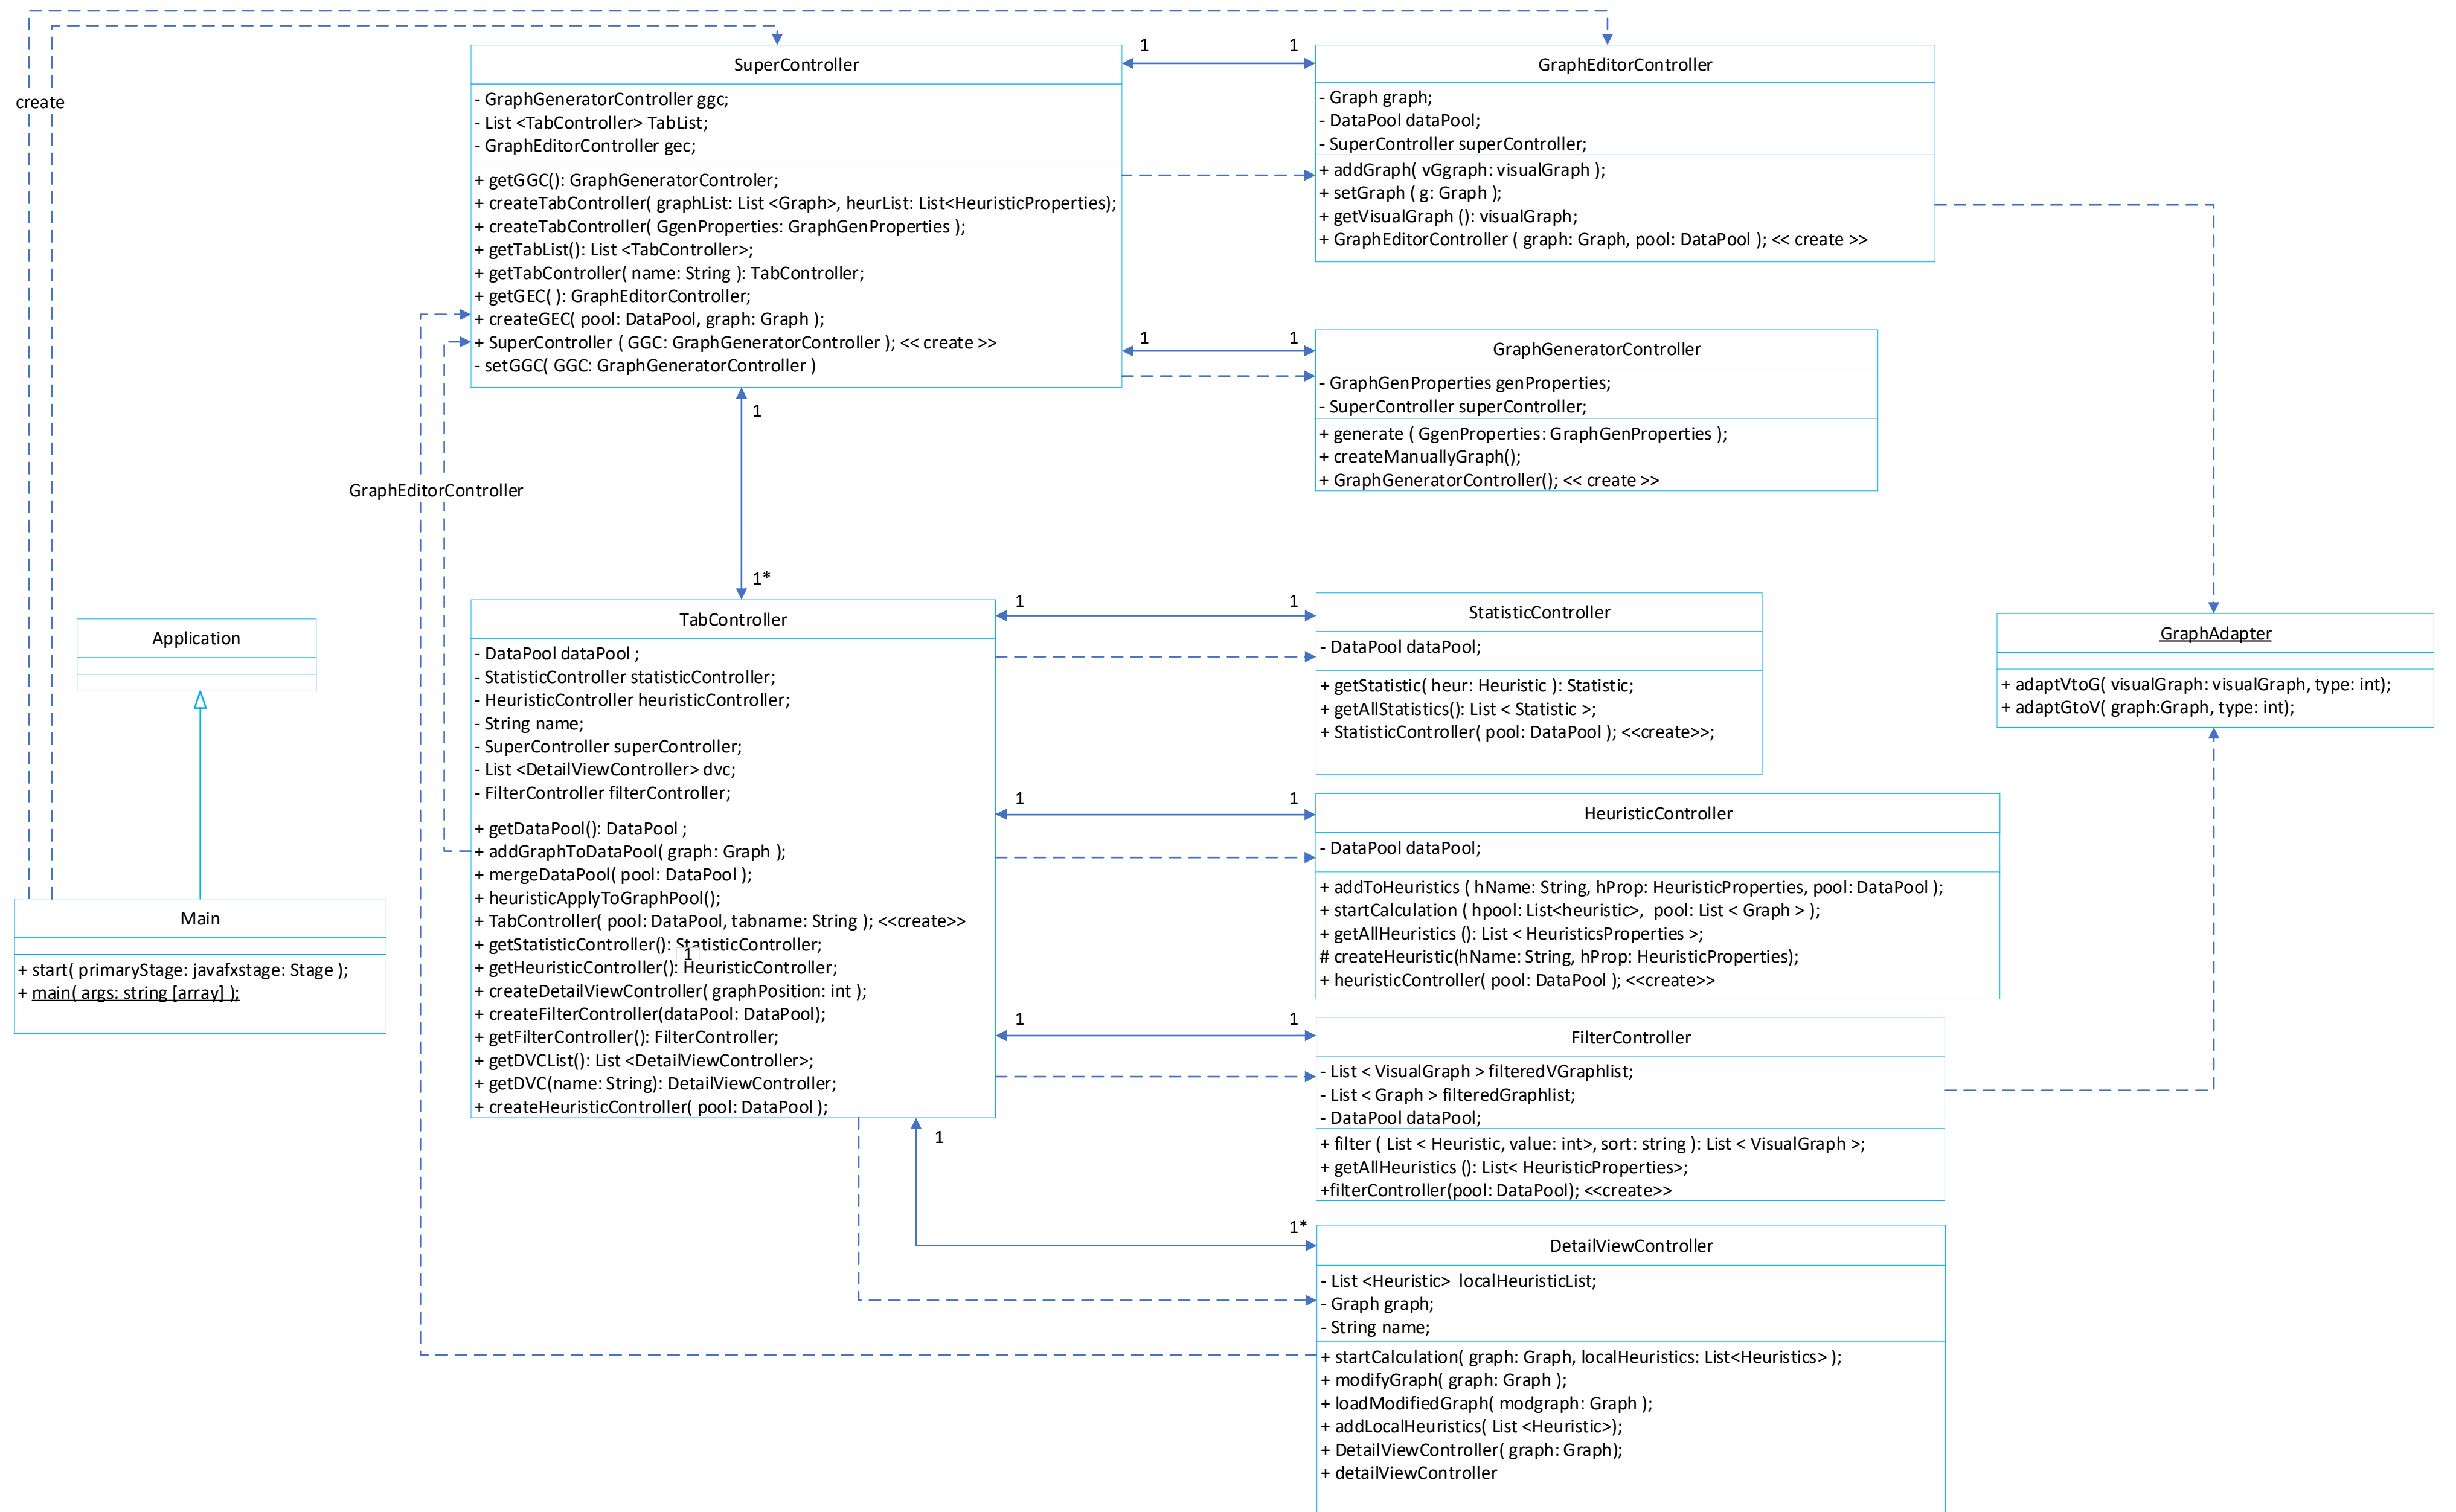 create
SuperController
- GraphGeneratorController ggc;
- List <TabController> TabList;
- GraphEditorController gec;
+ getGGC(): GraphGeneratorControler;
+ createTabController( graphList: List <Graph>, heurList: List<HeuristicProperties);
+ createTabController( GgenProperties: GraphGenProperties );
+ getTabList(): List <TabController>;
+ getTabController( name: String ): TabController;
+ getGEC( ): GraphEditorController;
+ createGEC( pool: DataPool, graph: Graph );
+ SuperController ( GGC: GraphGeneratorController ); << create >>
- setGGC( GGC: GraphGeneratorController )
1
1
GraphEditorController
- Graph graph;
- DataPool dataPool;
- SuperController superController;
+ addGraph( vGgraph: visualGraph );
+ setGraph ( g: Graph );
+ getVisualGraph (): visualGraph;
+ GraphEditorController ( graph: Graph, pool: DataPool ); << create >>
1
1
GraphGeneratorController
- GraphGenProperties genProperties;
- SuperController superController;
+ generate ( GgenProperties: GraphGenProperties );
+ createManuallyGraph();
+ GraphGeneratorController(); << create >>
1
GraphEditorController
1*
Application
Main
+ start( primaryStage: javafxstage: Stage );
+ main( args: string [array] );
TabController
- DataPool dataPool ;
- StatisticController statisticController;
- HeuristicController heuristicController;
- String name;
- SuperController superController;
- List <DetailViewController> dvc;
- FilterController filterController;
+ getDataPool(): DataPool ;
+ addGraphToDataPool( graph: Graph );
+ mergeDataPool( pool: DataPool );
+ heuristicApplyToGraphPool();
+ TabController( pool: DataPool, tabname: String ); <<create>>
+ getStatisticController(): StatisticController;
1
+ getHeuristicController(): HeuristicController;
+ createDetailViewController( graphPosition: int );
+ createFilterController(dataPool: DataPool);
+ getFilterController(): FilterController;
+ getDVCList(): List <DetailViewController>;
+ getDVC(name: String): DetailViewController;
+ createHeuristicController( pool: DataPool );
1
1
StatisticController
- DataPool dataPool;
+ getStatistic( heur: Heuristic ): Statistic;
+ getAllStatistics(): List < Statistic >;
+ StatisticController( pool: DataPool ); <<create>>;
GraphAdapter
+ adaptVtoG( visualGraph: visualGraph, type: int);
+ adaptGtoV( graph:Graph, type: int);
1
1
HeuristicController
- DataPool dataPool;
+ addToHeuristics ( hName: String, hProp: HeuristicProperties, pool: DataPool );
+ startCalculation ( hpool: List<heuristic>, pool: List < Graph > );
+ getAllHeuristics (): List < HeuristicsProperties >;
# createHeuristic(hName: String, hProp: HeuristicProperties);
+ heuristicController( pool: DataPool ); <<create>>
1
1
FilterController
- List < VisualGraph > filteredVGraphlist;
- List < Graph > filteredGraphlist;
- DataPool dataPool;
+ filter ( List < Heuristic, value: int>, sort: string ): List < VisualGraph >;
+ getAllHeuristics (): List< HeuristicProperties>;
+filterController(pool: DataPool); <<create>>
1
1*
DetailViewController
- List <Heuristic> localHeuristicList;
- Graph graph;
- String name;
+ startCalculation( graph: Graph, localHeuristics: List<Heuristics> );
+ modifyGraph( graph: Graph );
+ loadModifiedGraph( modgraph: Graph );
+ addLocalHeuristics( List <Heuristic>);
+ DetailViewController( graph: Graph);
+ detailViewController